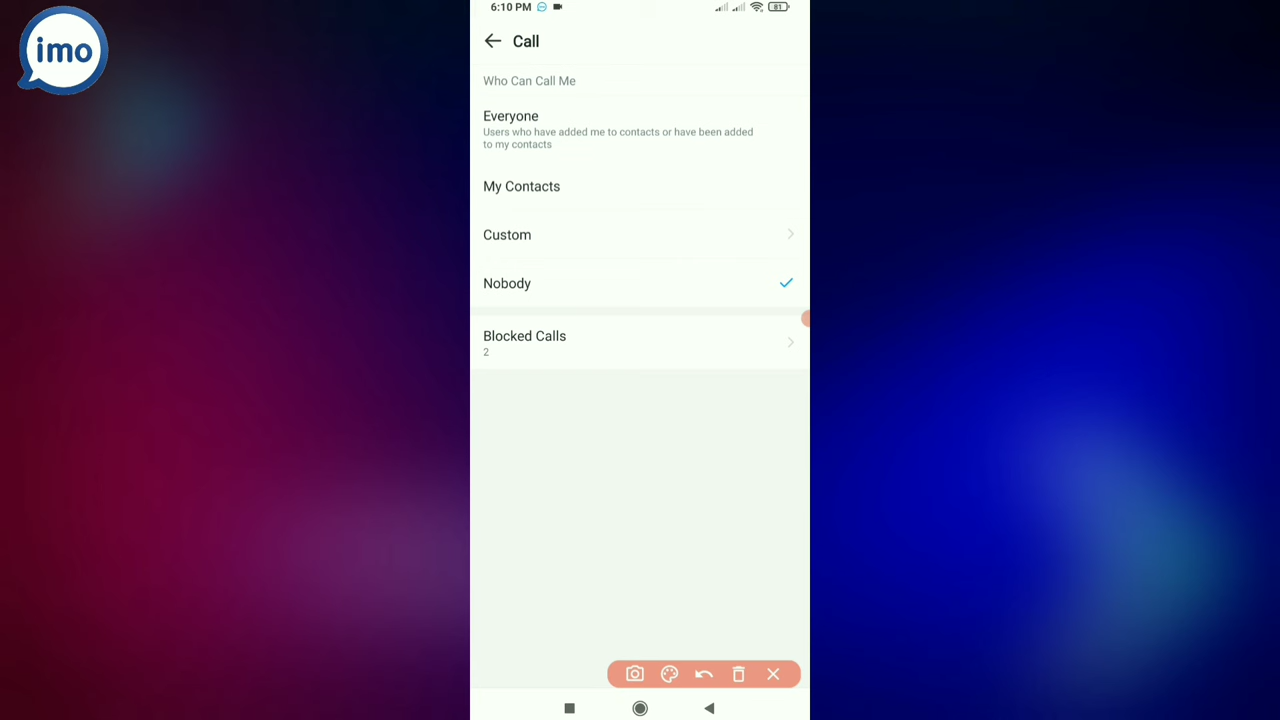 imo
6:10 PM
81
Call
Who Can Call Me
Everyone
Users who have added me to contacts or have been added
to my contacts
My Contacts
Custom
Nobody
Blocked Calls
2